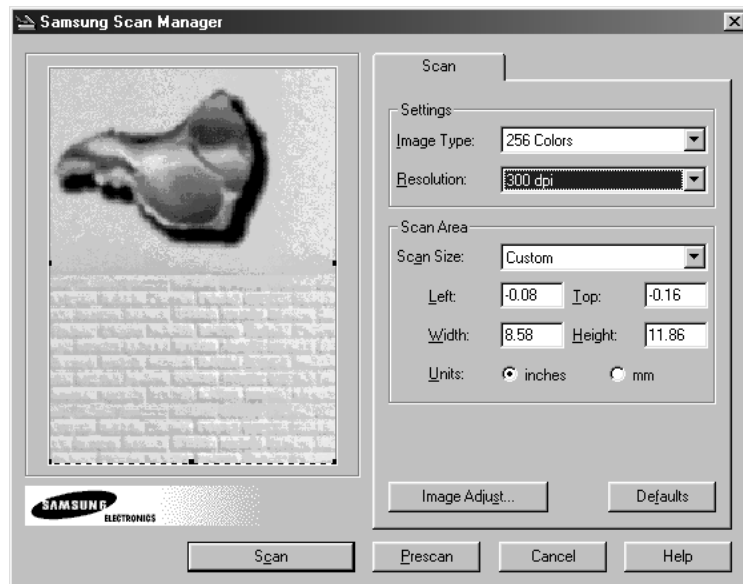 Samsung Scan Manager
Scan
Settings
Image Type: 256 Colors
Resolution: 300 dpi
Scan Area
Scan Size: Custom
Left: -0.08 Top: -0.16
Width: 8.58 Height: 11.86
Units: inches mm
Image Adjust... Defaults
SAMSUNG
ELECTRONICS
Scan Prescan Cancel Help